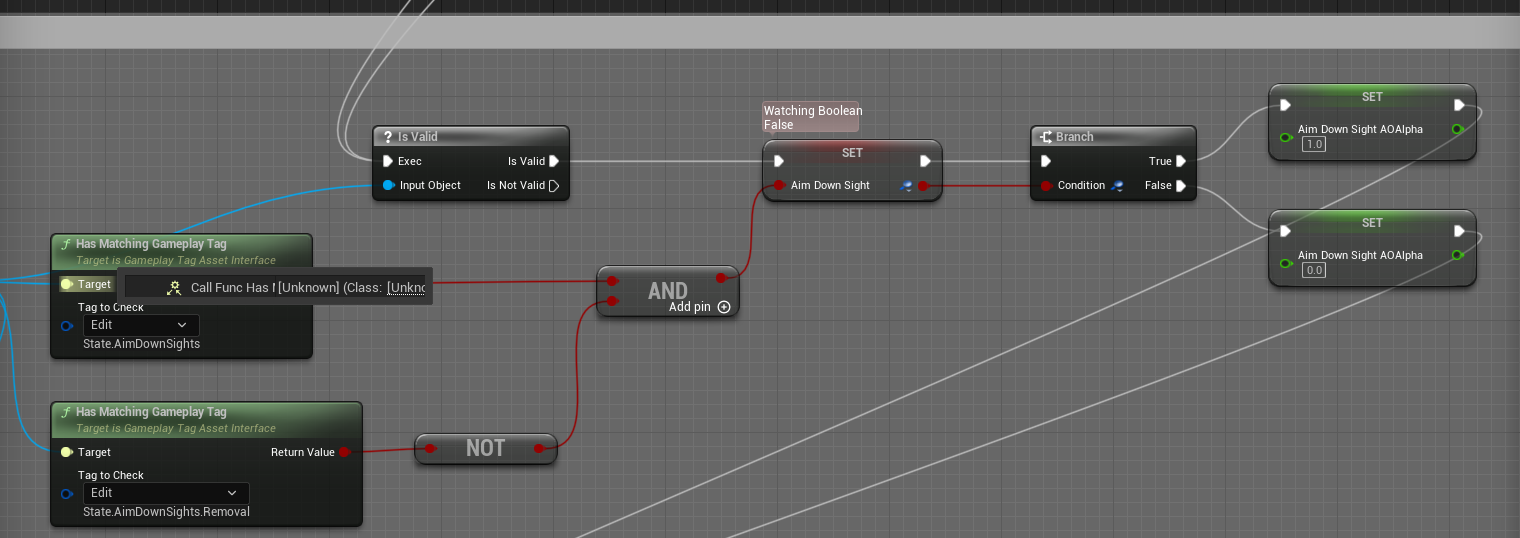 Is Valid
Exec
Is Valid
Input Object
Is Not Valid
Watching Boolean
False
SET
Aim Down Sight
Branch
True
Condition
False
SET
Aim Down Sight AOAlpha
1.0
SET
Aim Down Sight AOAlpha
0.0
Has Matching Gameplay Tag
Target is Gameplay Tag Asset Interface
Target
Call Func Has [Unknown] (Class: [Unkno
Tag to Check
Edit
State.AimDownSights
AND
Add pin
Has Matching Gameplay Tag
Target is Gameplay Tag Asset Interface
Target
Return Value
Tag to Check
Edit
State.AimDownSights.Removal
NOT